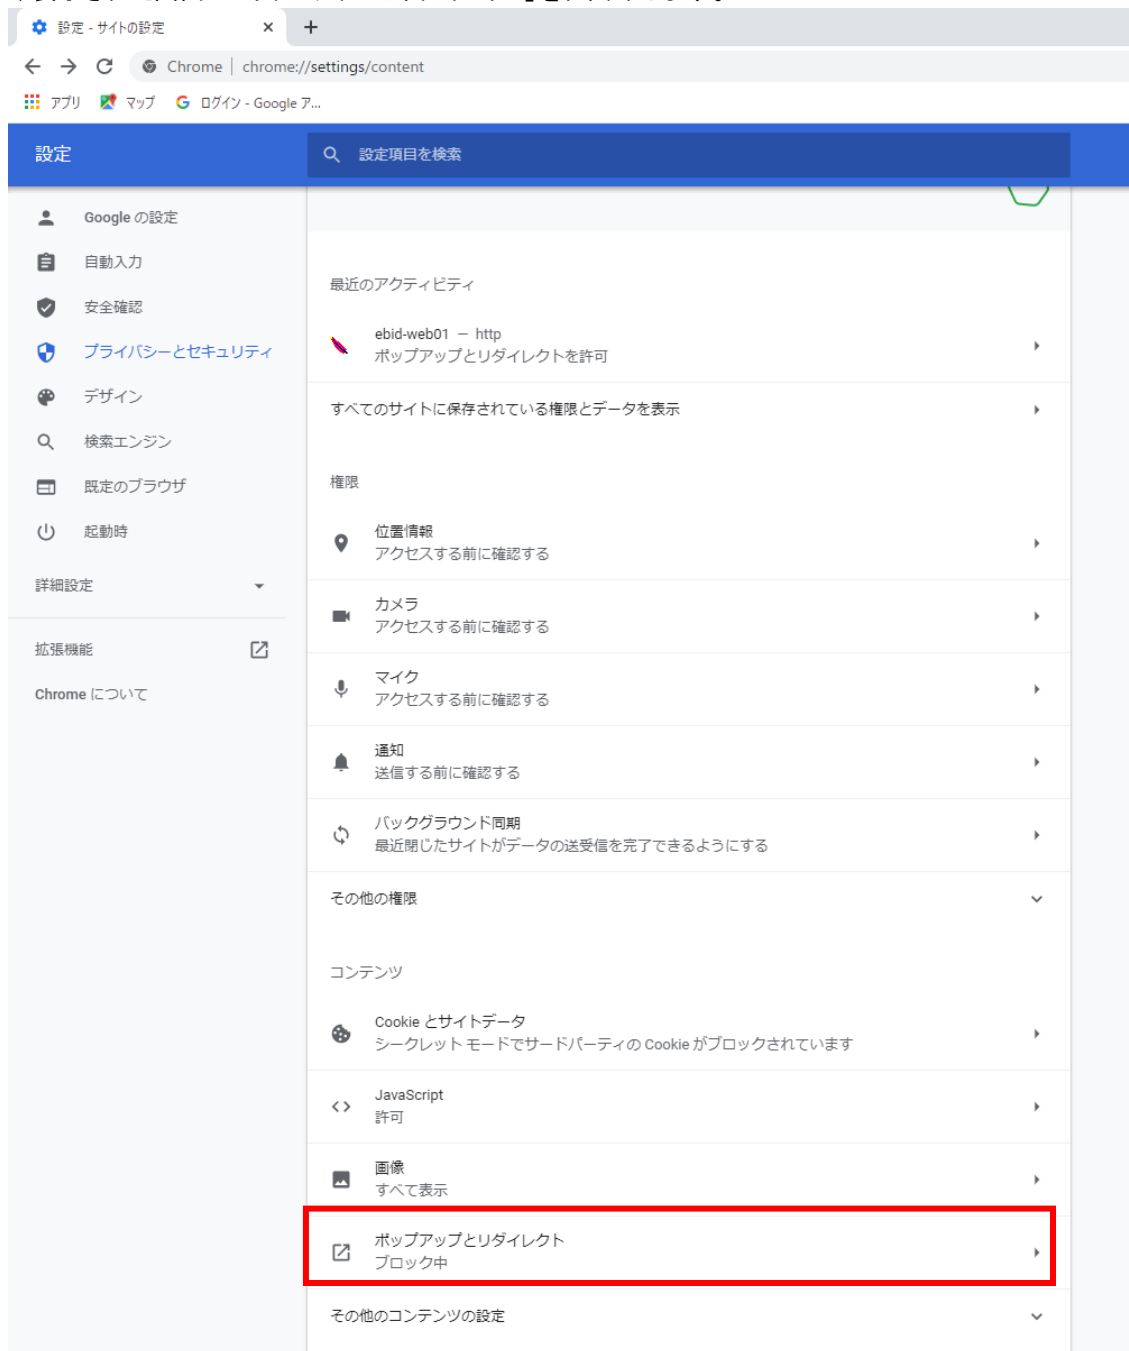 設定 - サイトの設定
Chrome | chrome://settings/content
アプリ マップ ログイン - Google ア...
設定
設定項目を検索
Google の設定
自動入力
安全確認
プライバシーとセキュリティ
デザイン
検索エンジン
既定のブラウザ
起動時
詳細設定
拡張機能
Chrome について
最近のアクティビティ
ebid-web01 － http
ポップアップとリダイレクトを許可
すべてのサイトに保存されている権限とデータを表示
権限
位置情報
アクセスする前に確認する
カメラ
アクセスする前に確認する
マイク
アクセスする前に確認する
通知
送信する前に確認する
バックグラウンド同期
最近閉じたサイトがデータの送受信を完了できるようにする
その他の権限
コンテンツ
Cookie とサイトデータ
シークレット モードでサードパーティの Cookie がブロックされています
JavaScript
許可
画像
すべて表示
ポップアップとリダイレクト
ブロック中
その他のコンテンツの設定